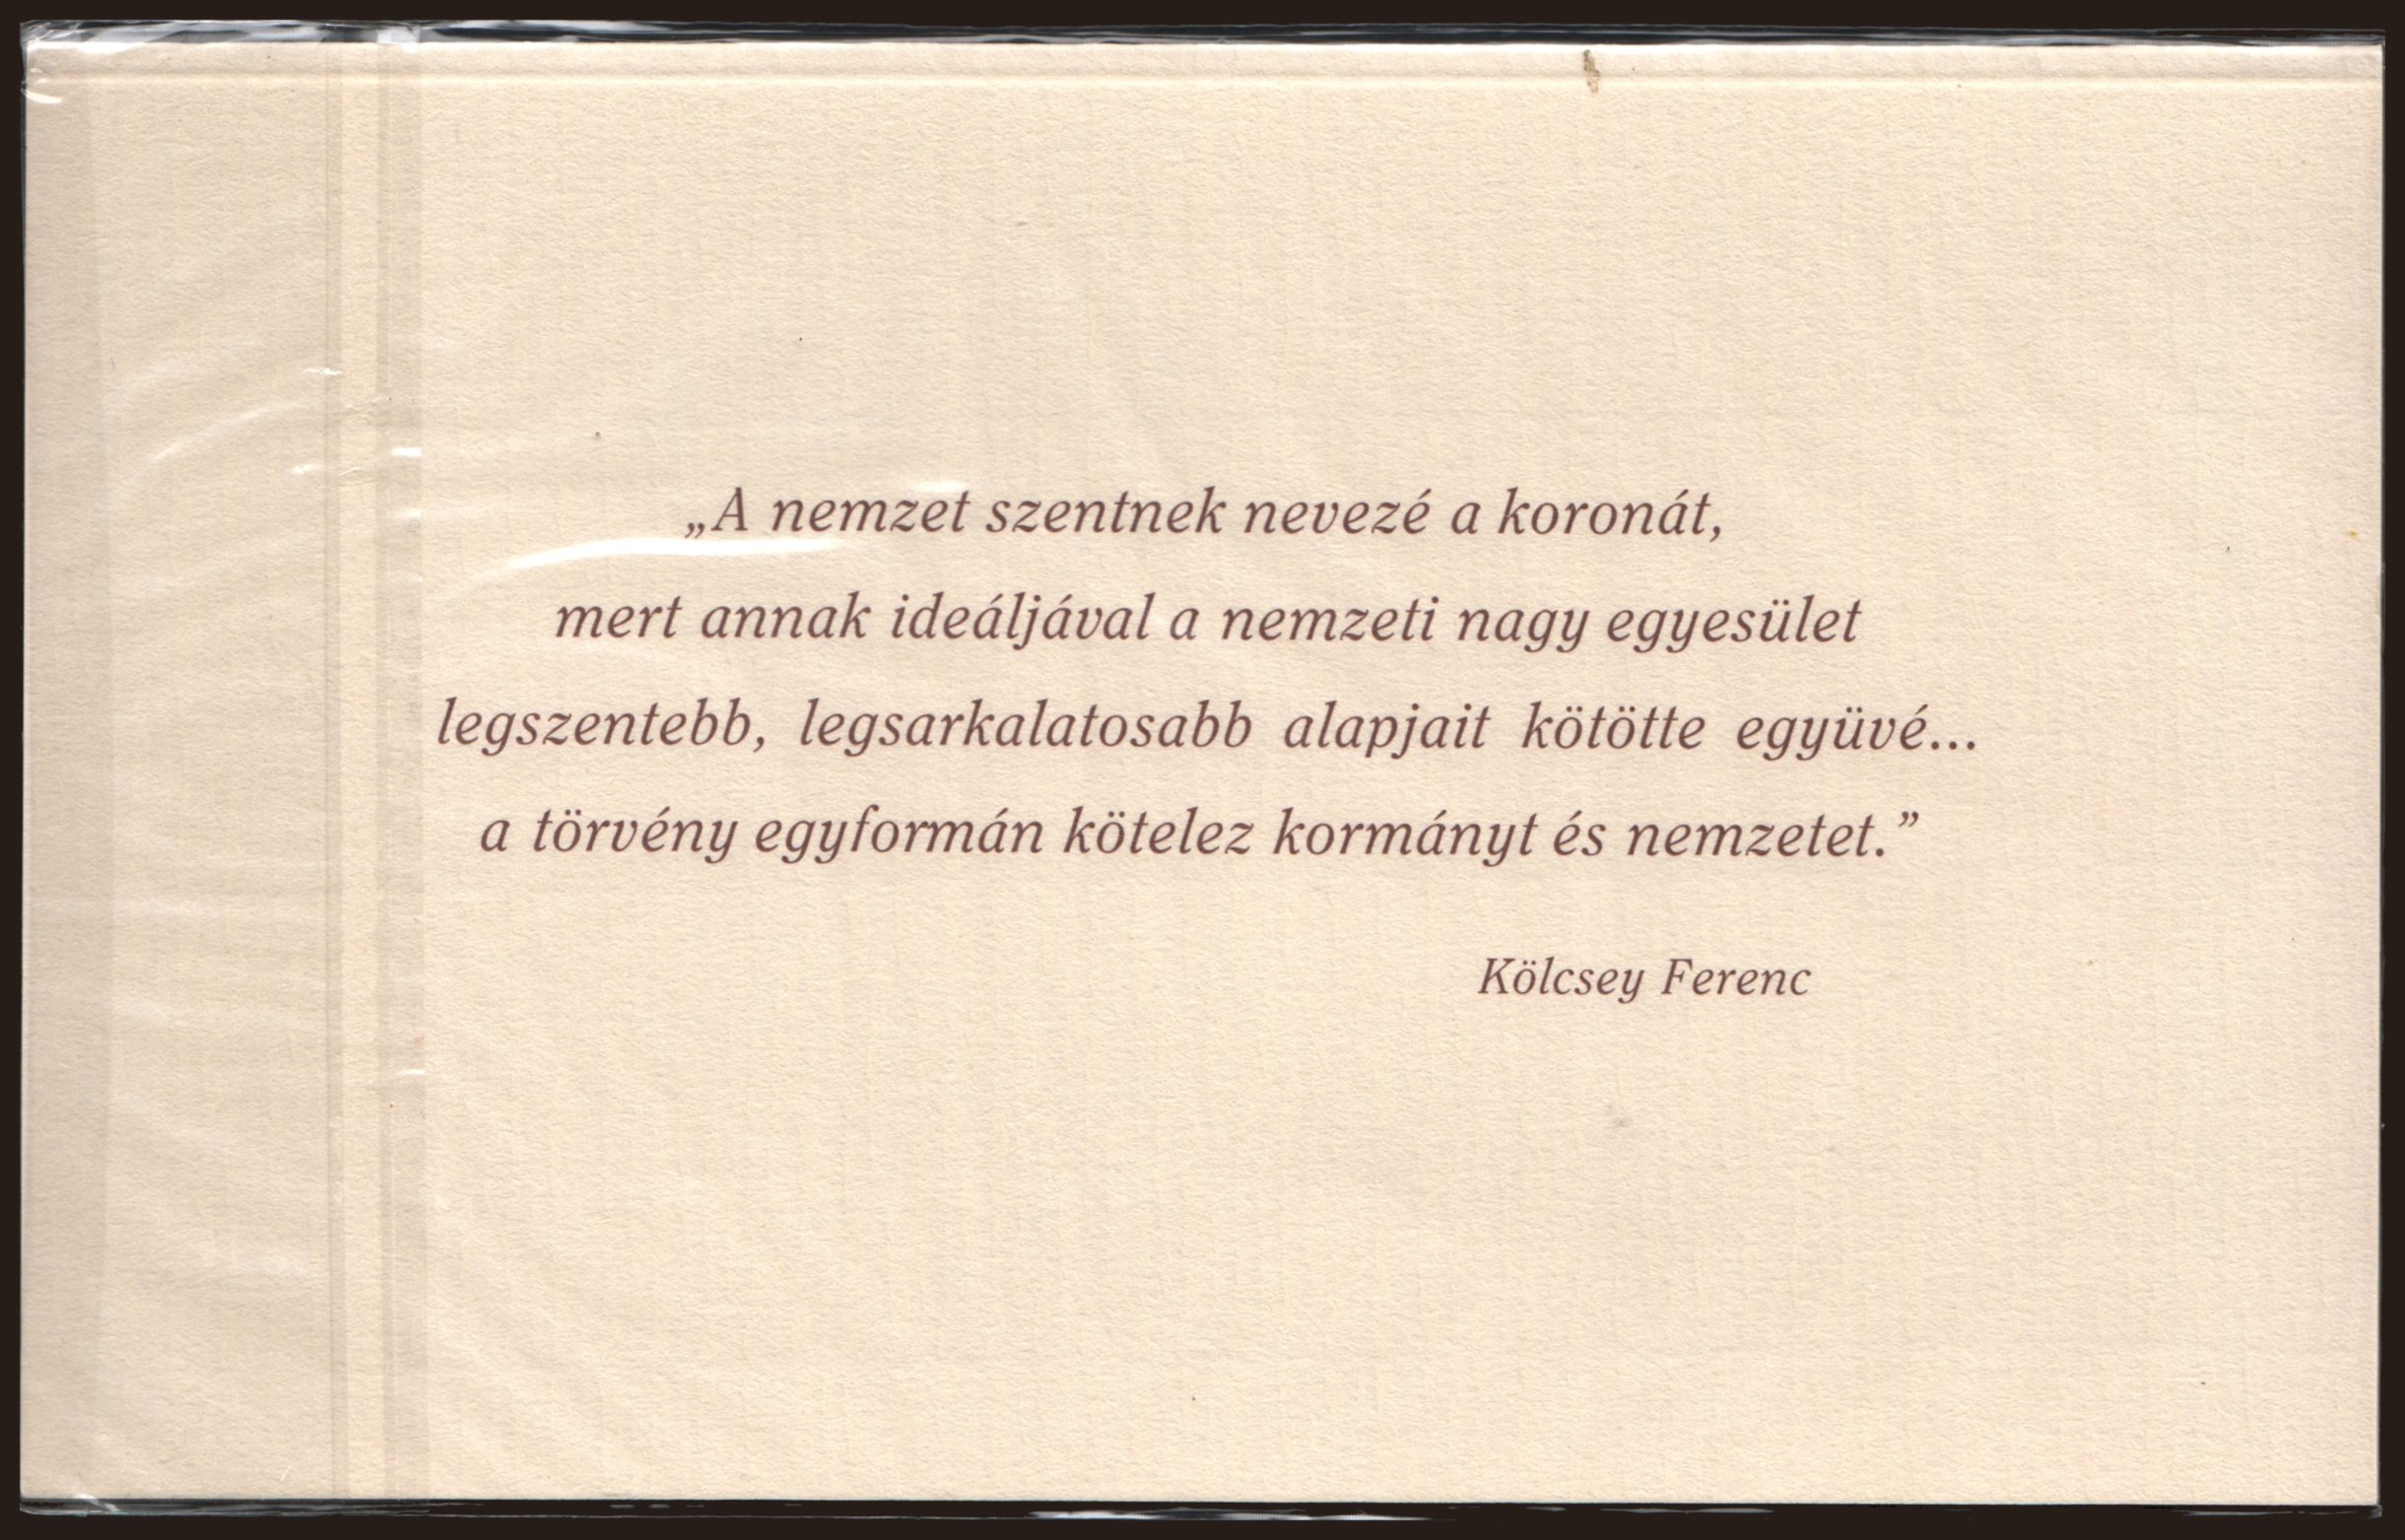 „A nemzet szentnek nevezé a koronát,
mert annak ideáljával a nemzeti nagy egyesület
legszentebb, legsarkalatosabb alapjait kötötte együvé...
a törvény egyformán kötelez kormányt és nemzetet.”
Kölcsey Ferenc